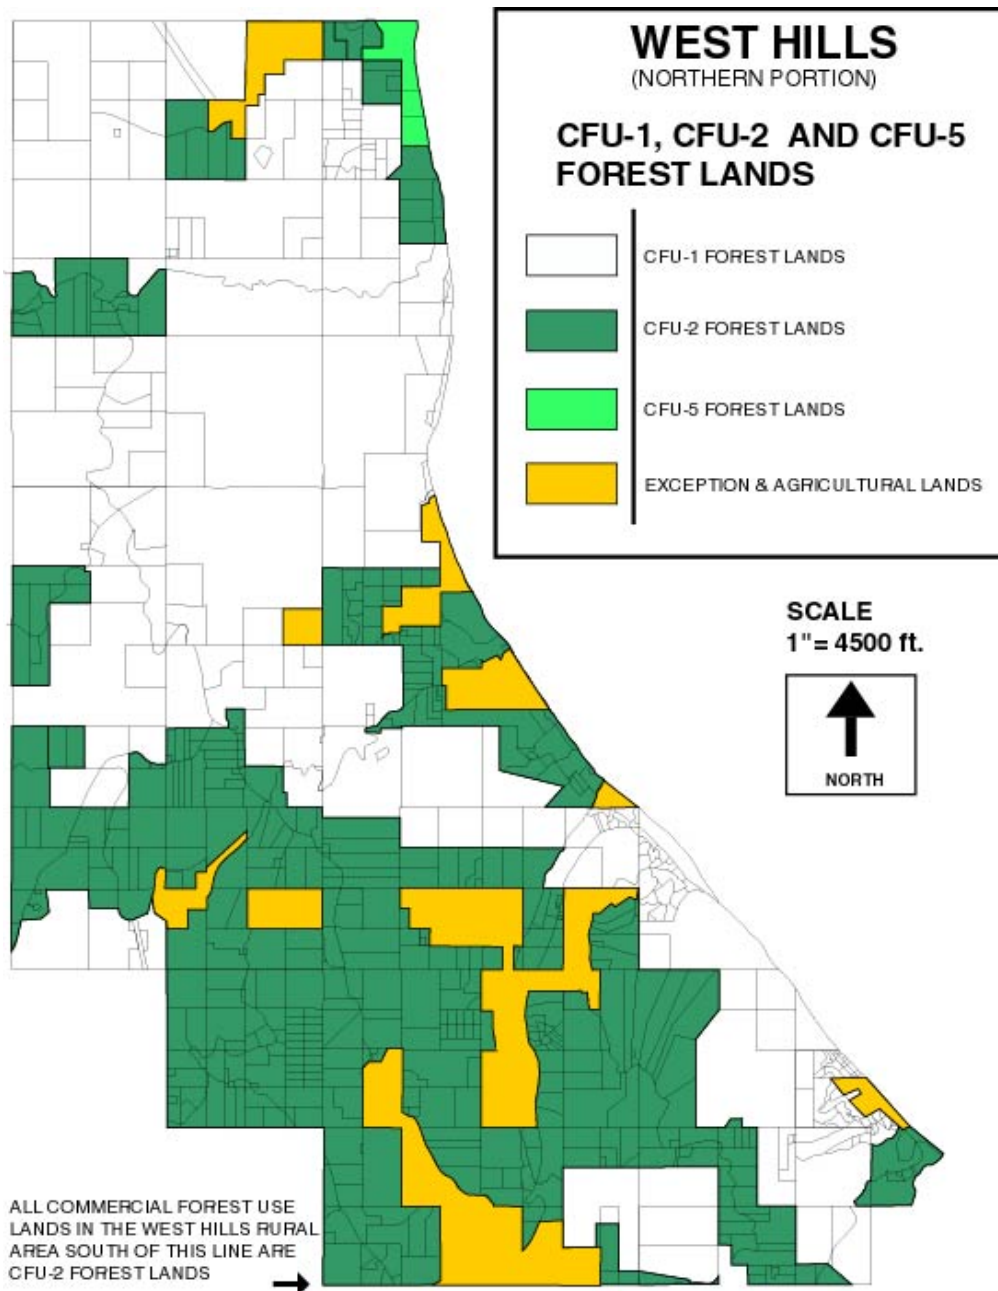 WEST HILLS
(NORTHERN PORTION)
CFU-1, CFU-2 AND CFU-5
FOREST LANDS
CFU-1 FOREST LANDS
CFU-2 FOREST LANDS
CFU-5 FOREST LANDS
EXCEPTION & AGRICULTURAL LANDS
SCALE
1"= 4500 ft.
NORTH
ALL COMMERCIAL FOREST USE
LANDS IN THE WEST HILLS RURAL
AREA SOUTH OF THIS LINE ARE
CFU-2 FOREST LANDS